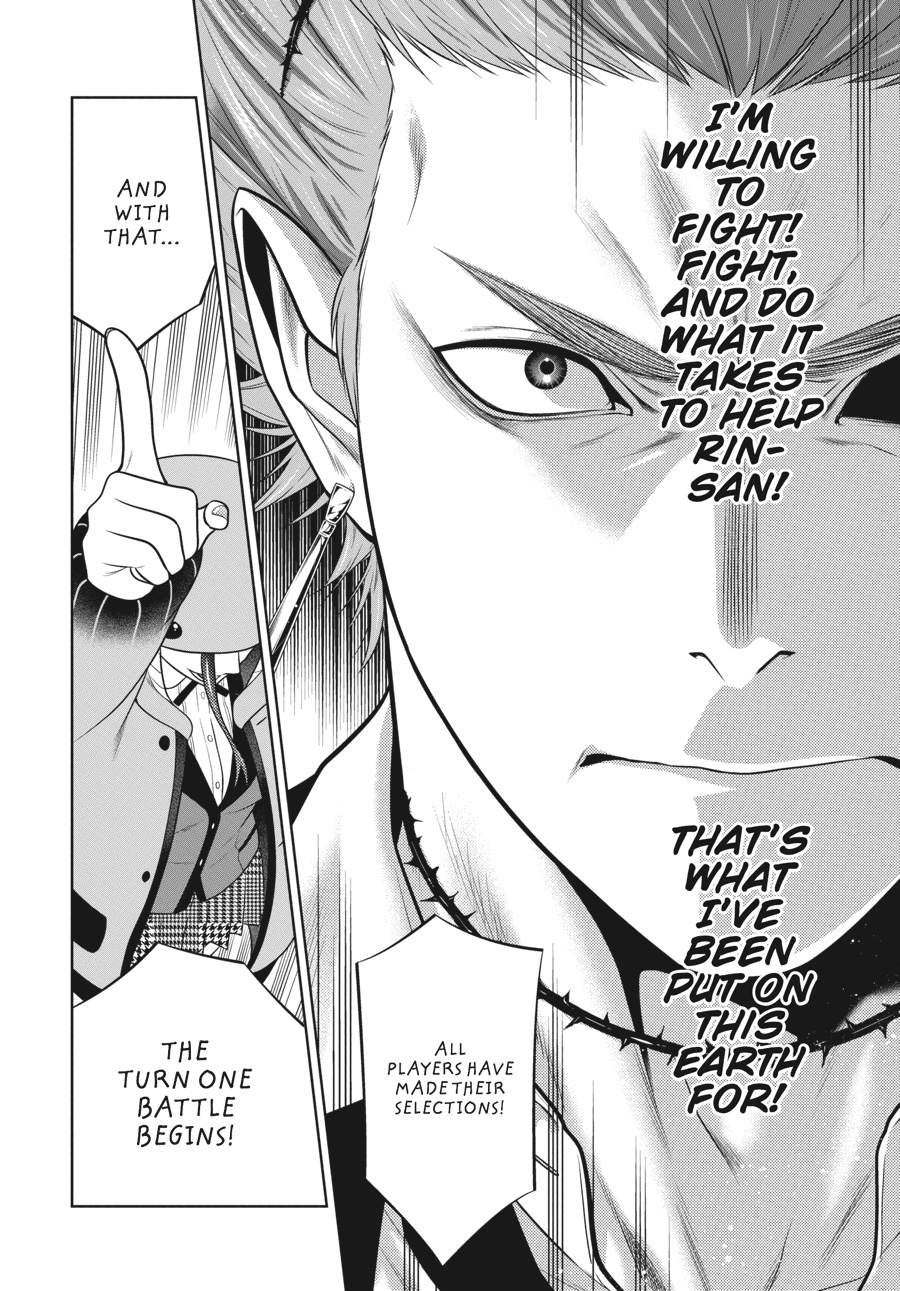 I'M
WILLING
TO
FIGHT!
FIGHT,
AND DO
WHAT IT
TAKES
TO HELP
RIN-
SAN!
THAT'S
WHAT
I'VE
BEEN
PUT ON
THIS
EARTH
FOR!
ALL
PLAYERS HAVE
MADE THEIR
SELECTIONS!
AND
WITH
THAT...
THE
TURN ONE
BATTLE
BEGINS!